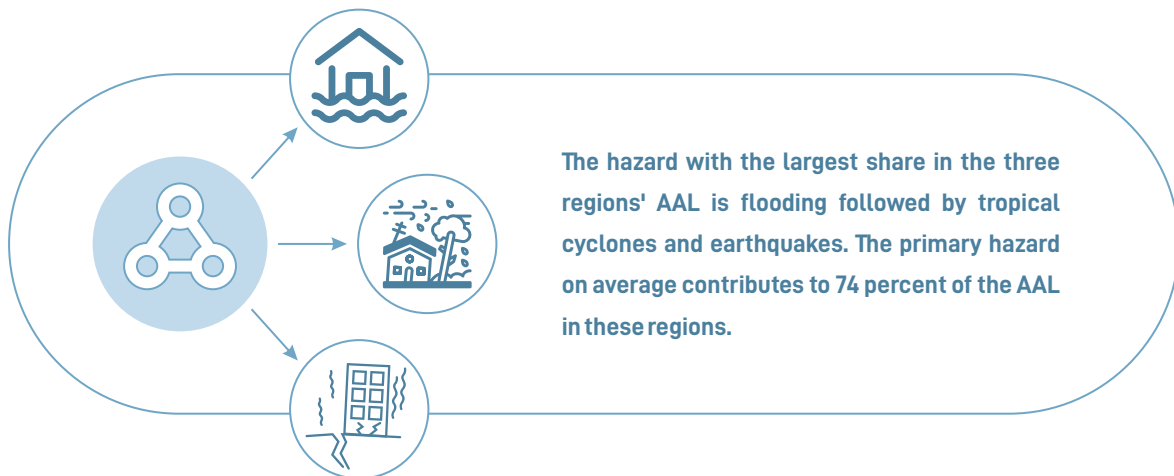 The hazard with the largest share in the three
regions' AAL is flooding followed by tropical
cyclones and earthquakes. The primary hazard
on average contributes to 74 percent of the AAL
in these regions.